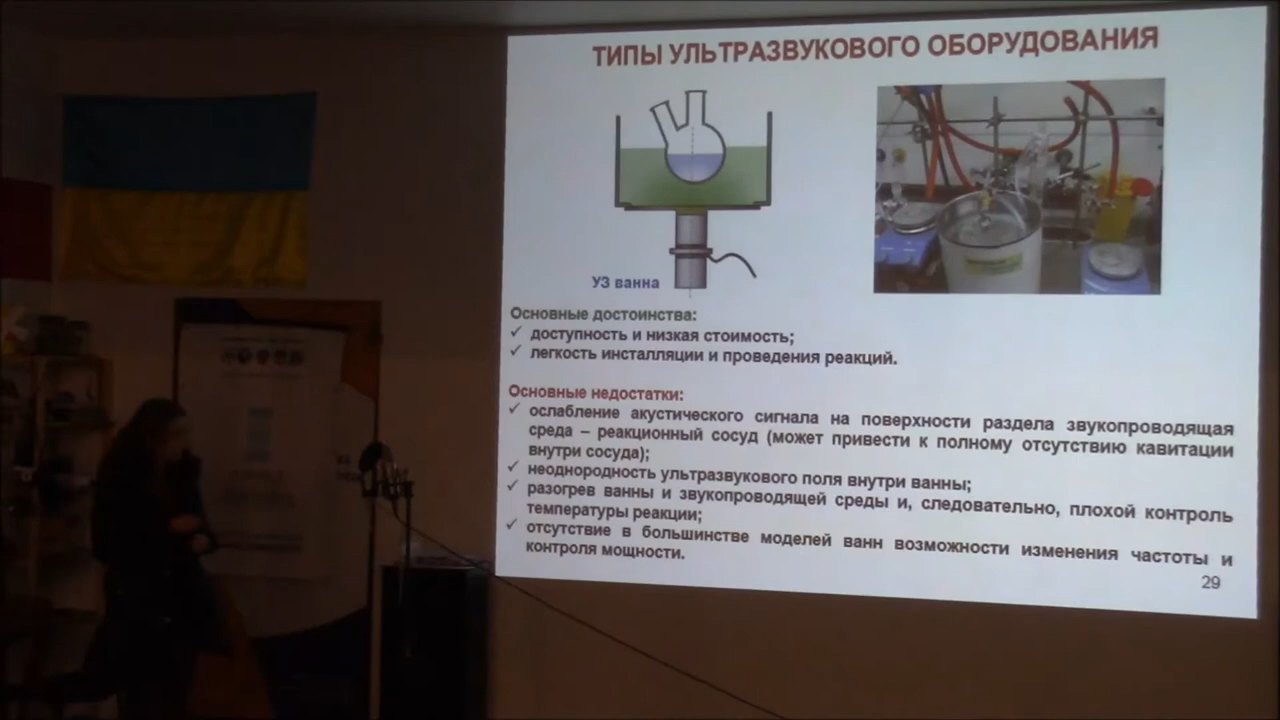 ТИПЫ УЛЬТРАЗВУКОВОГО ОБОРУДОВАНИЯ
УЗ ванна
Основные достоинства:
✓ доступность и низкая стоимость;
✓ легкость инсталляции и проведения реакций.
Основные недостатки:
✓ ослабление акустического сигнала на поверхности раздела звукопроводящая
среда – реакционный сосуд (может привести к полному отсутствию кавитации
внутри сосуда);
✓ неоднородность ультразвукового поля внутри ванны;
✓ разогрев ванны и звукопроводящей среды и, следовательно, плохой контроль
температуры реакции;
✓ отсутствие в большинстве моделей ванн возможности изменения частоты и
контроля мощности.
29